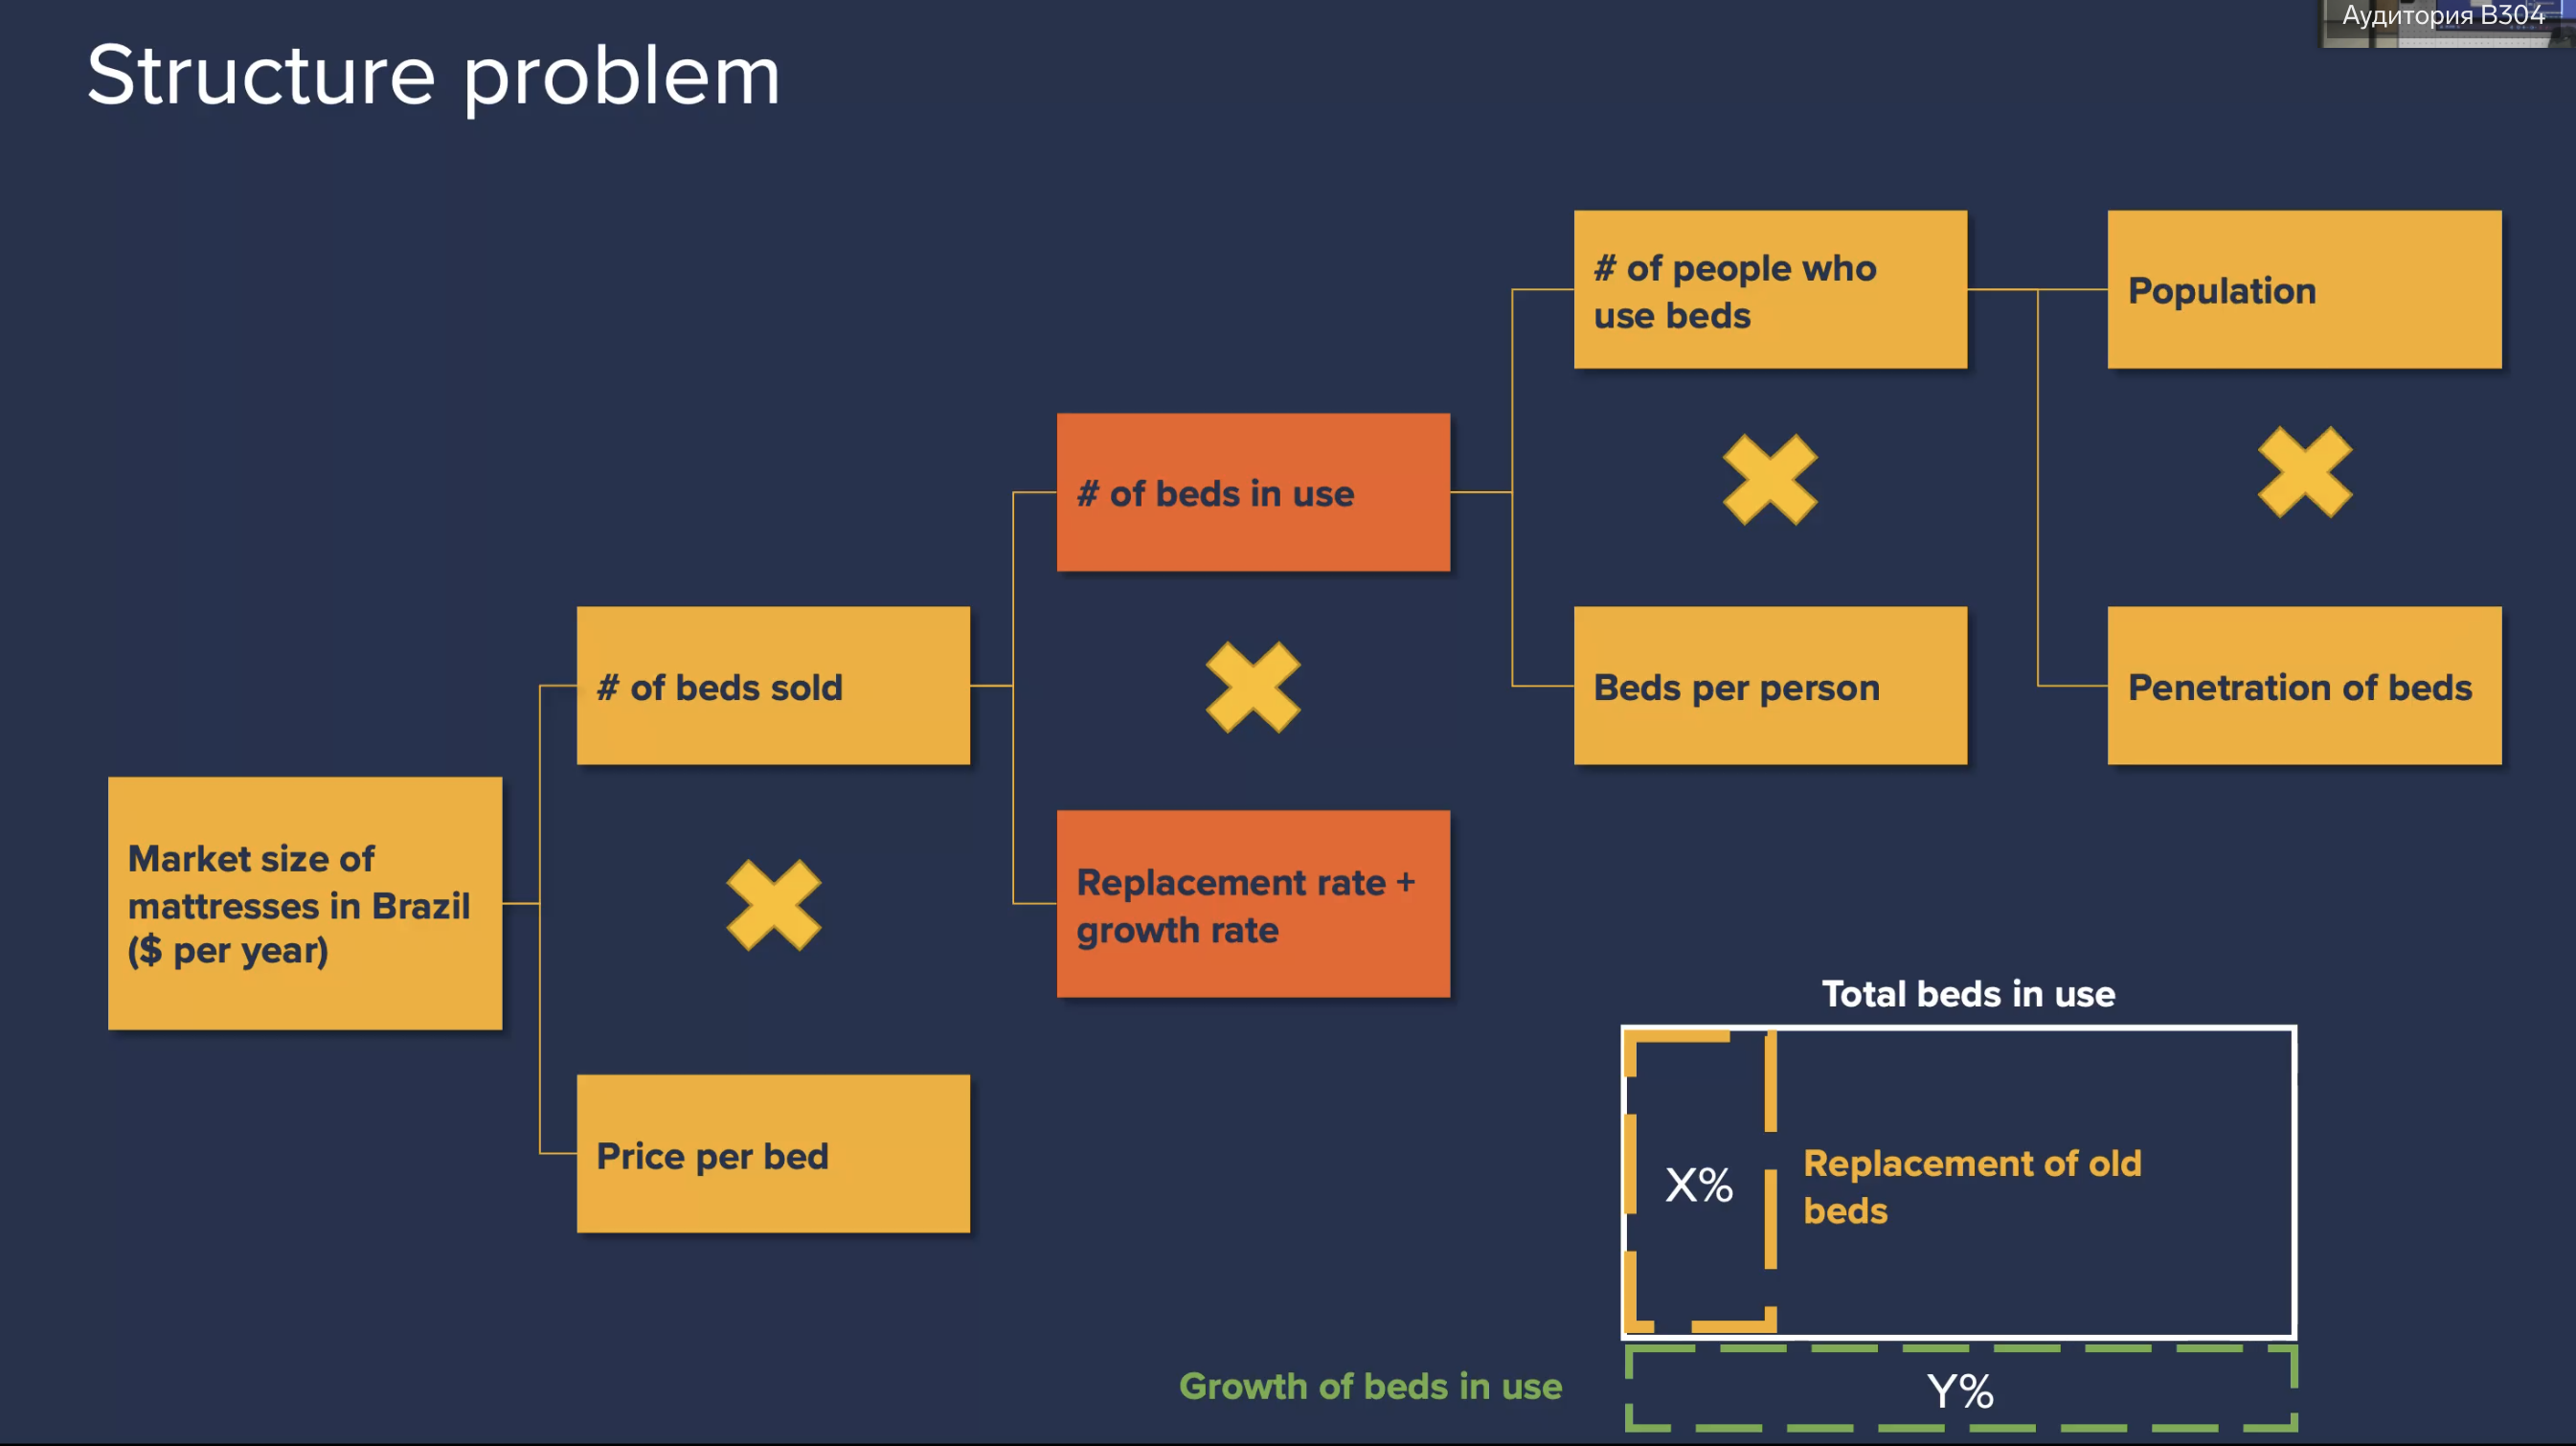 Аудитория B304
Structure problem
# of people who
use beds
Population
# of beds in use
# of beds sold
Beds per person
Penetration of beds
Market size of
mattresses in Brazil
($ per year)
Replacement rate +
growth rate
Price per bed
Total beds in use
X%
Replacement of old
beds
Growth of beds in use
Y%